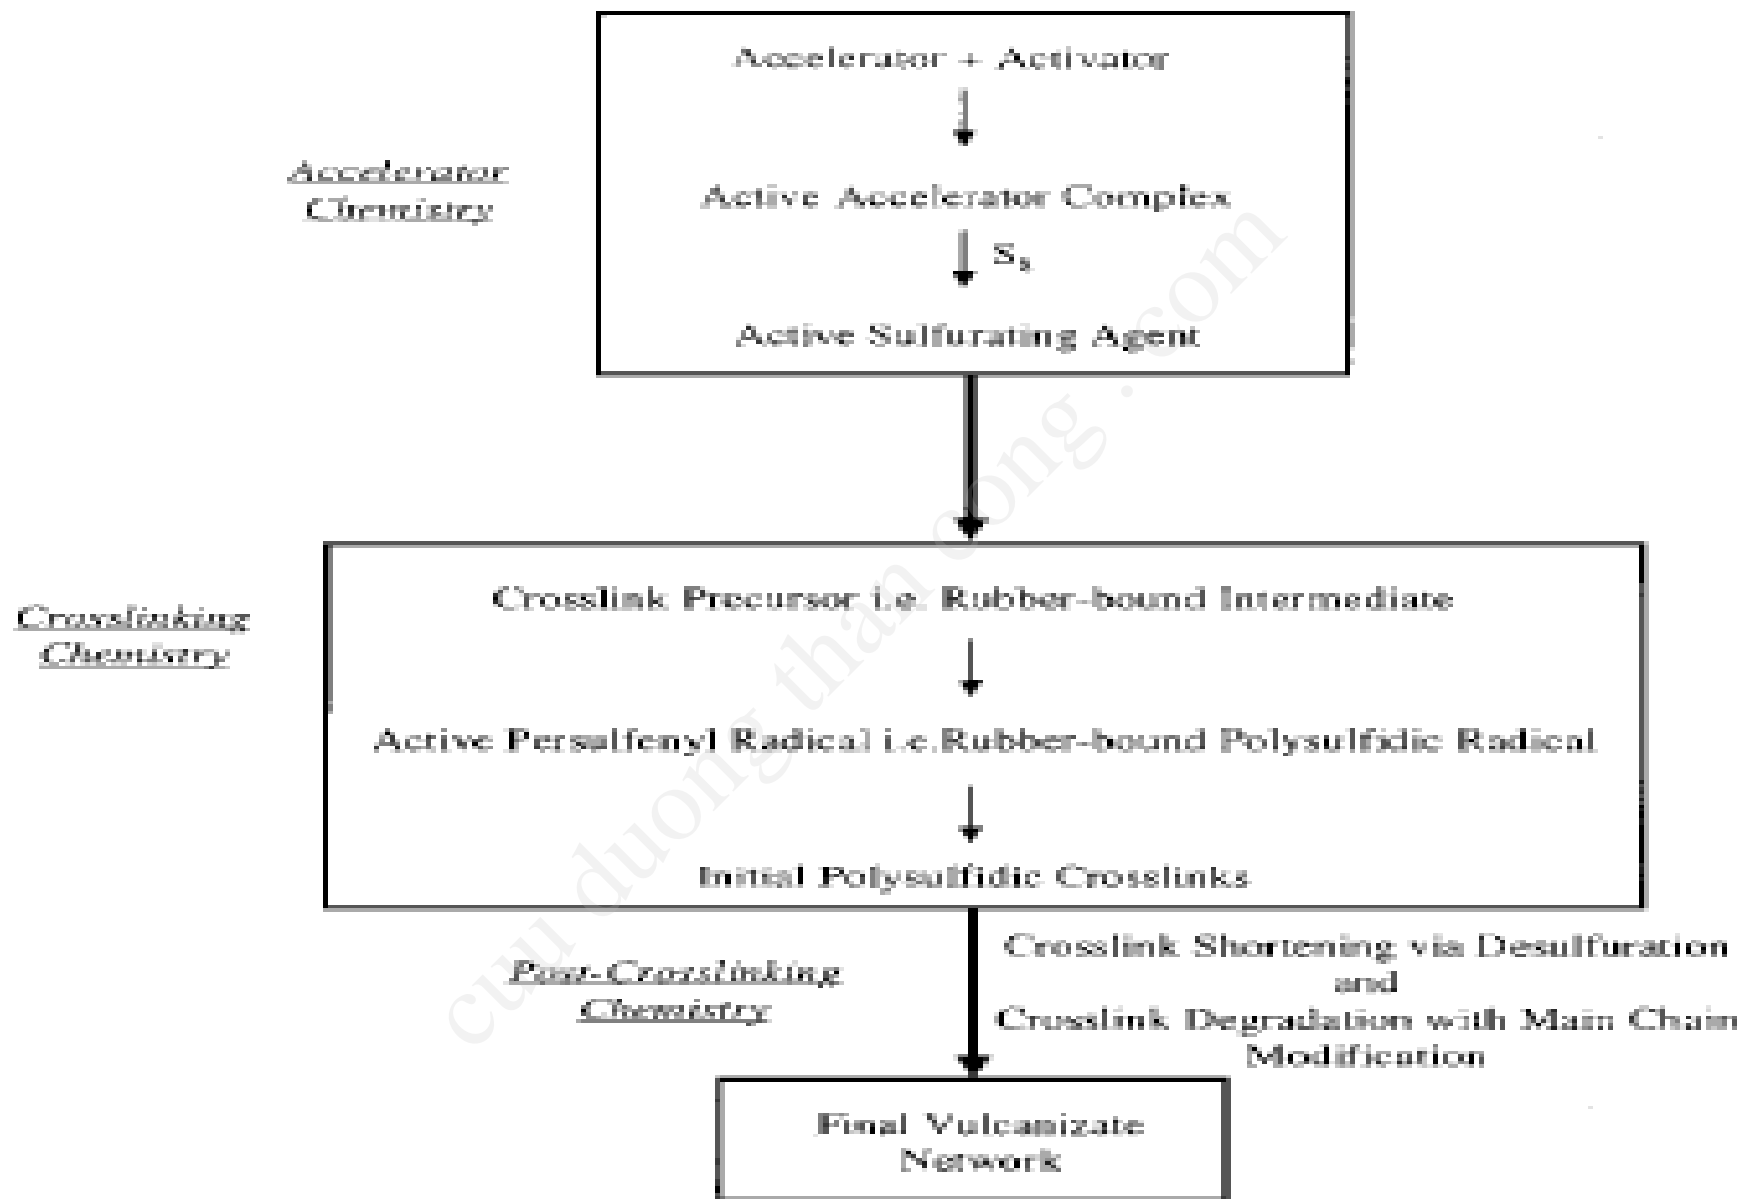 Accelerator + Activator
Accelerator
Chemistry
Active Accelerator Complex
S₈
Active Sulfurating Agent
Crosslink Precursor i.e. Rubber-bound Intermediate
Crosslinking
Chemistry
Active Persulfenyl Radical i.e.Rubber-bound Polysulfidic Radical
Initial Polysulfidic Crosslinks
Post-Crosslinking
Chemistry
Crosslink Shortening via Desulfuration
and
Crosslink Degradation with Main Chain
Modification
Final Vulcanizate
Network
cuu duong than cong . com